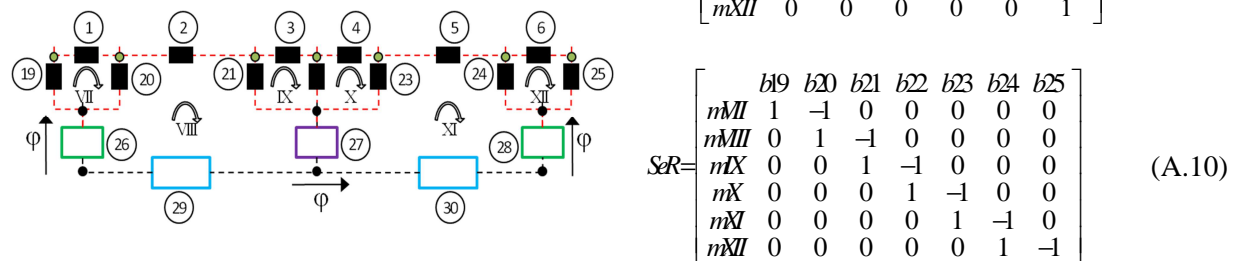 mXII 0 0 0 0 0 1
1 2 3 4 5 6
19 20 21 23 24 25
VII IX X XII
VIII XI
φ 26 27 28 φ
29 φ 30
b19 b20 b21 b22 b23 b24 b25
mVII 1 −1 0 0 0 0 0
mVIII 0 1 −1 0 0 0 0
SeR= mIX 0 0 1 −1 0 0 0 (A.10)
mX 0 0 0 1 −1 0 0
mXI 0 0 0 0 1 −1 0
mXII 0 0 0 0 0 1 −1